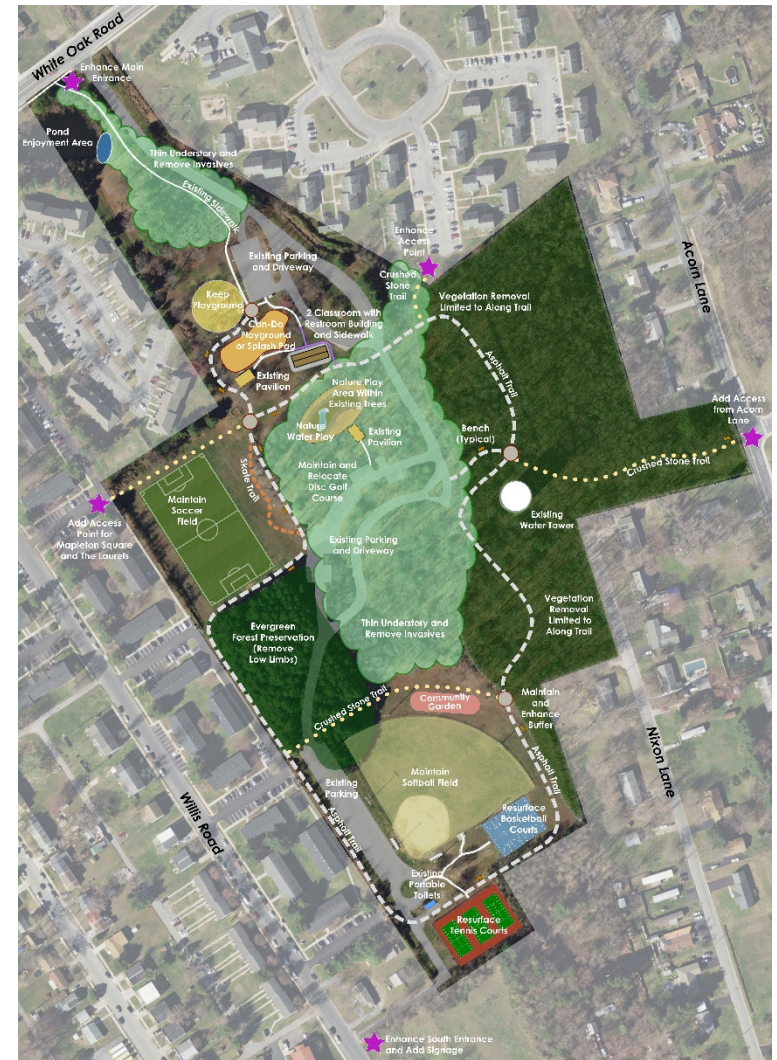 White Oak Road
Enhance Main
Entrance
Pond
Enjoyment Area
Thin Understory and
Remove Invasives
Existing Sidewalk
Existing Parking
and Driveway
Enhance
Access
Point
Crushed
Stone
Trail
Keep
Playground
Vegetation Removal
Limited to Along Trail
2 Classroom with
Restroom Building
and Sidewalk
Can-Do
Playground
or Splash Pad
Existing
Pavilion
Asphalt Trail
Acorn Lane
Nature Play
Area Within
Existing Trees
Nature
Water Play
Existing
Pavilion
Bench
(Typical)
Add Access
from Acorn
Lane
Crushed Stone Trail
Maintain and
Relocate
Disc Golf
Course
Skate Trail
Maintain
Soccer
Field
Add Access
Point for
Mapleton Square
and The Laurels
Existing
Water Tower
Existing Parking
and Driveway
Vegetation
Removal
Limited to
Along Trail
Evergreen
Forest Preservation
(Remove
Low Limbs)
Thin Understory and
Remove Invasives
Crushed Stone Trail
Community
Garden
Maintain
and
Enhance
Buffer
Nixon Lane
Asphalt Trail
Maintain
Softball Field
Existing
Parking
Willis Road
Asphalt Trail
Resurface
Basketball
Courts
Existing
Portable
Toilets
Resurface
Tennis Courts
Enhance South Entrance
and Add Signage